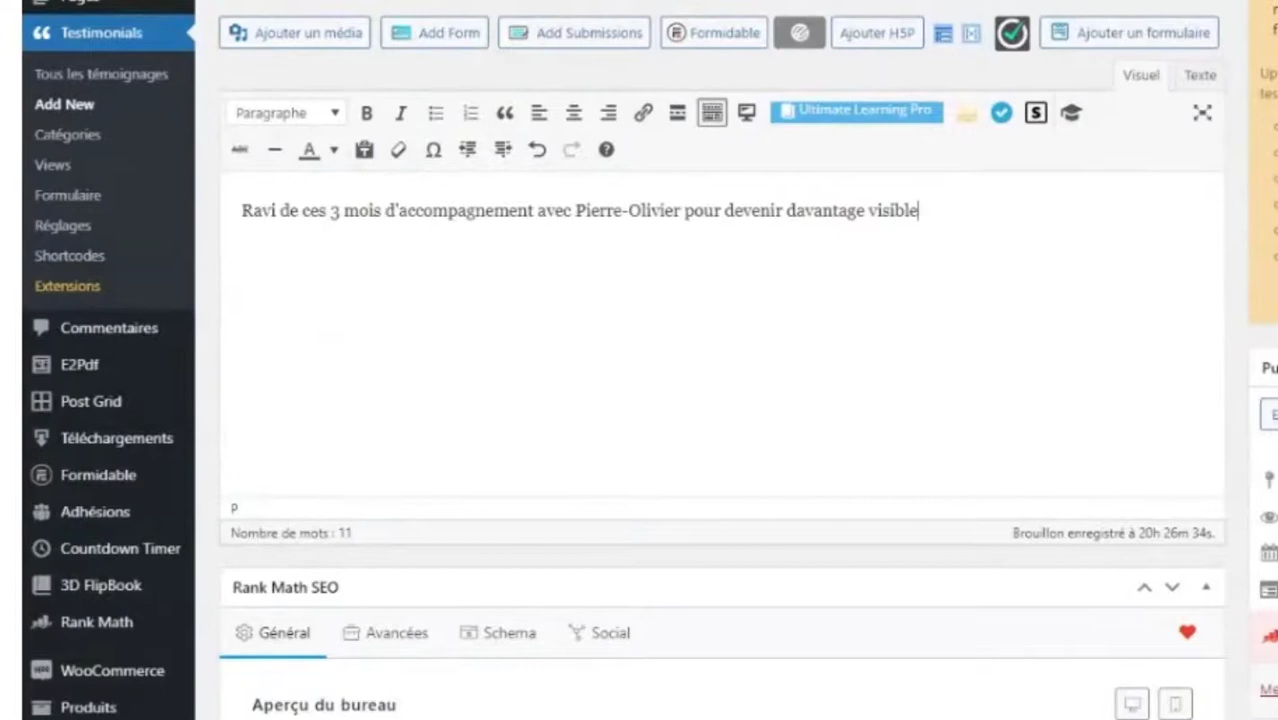 Testimonials
Tous les témoignages
Add New
Catégories
Views
Formulaire
Réglages
Shortcodes
Extensions
Commentaires
E2Pdf
Post Grid
Téléchargements
Formidable
Adhésions
Countdown Timer
3D FlipBook
Rank Math
WooCommerce
Produits
Ajouter un média
Add Form
Add Submissions
Formidable
Ajouter H5P
Ajouter un formulaire
Visuel Texte
Paragraphe
Ultimate Learning Pro
Ravi de ces 3 mois d'accompagnement avec Pierre-Olivier pour devenir davantage visible
P
Nombre de mots : 11
Brouillon enregistré à 20h 26m 34s.
Rank Math SEO
Général Avancées Schema Social
Aperçu du bureau